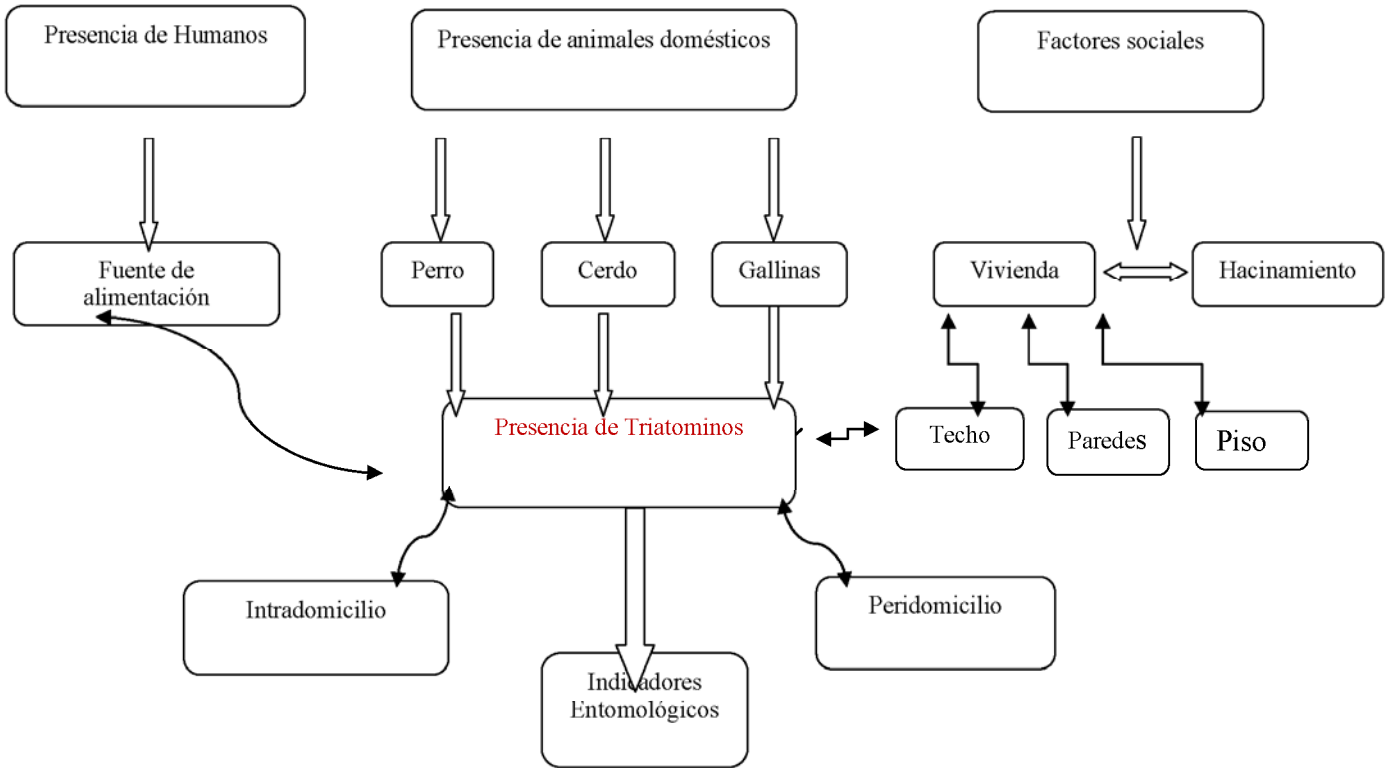 Presencia de Humanos
Presencia de animales domésticos
Factores sociales
Fuente de
alimentación
Perro
Cerdo
Gallinas
Vivienda
Hacinamiento
Presencia de Triatominos
Techo
Paredes
Piso
Intradomicilio
Peridomicilio
Indicadores
Entomológicos